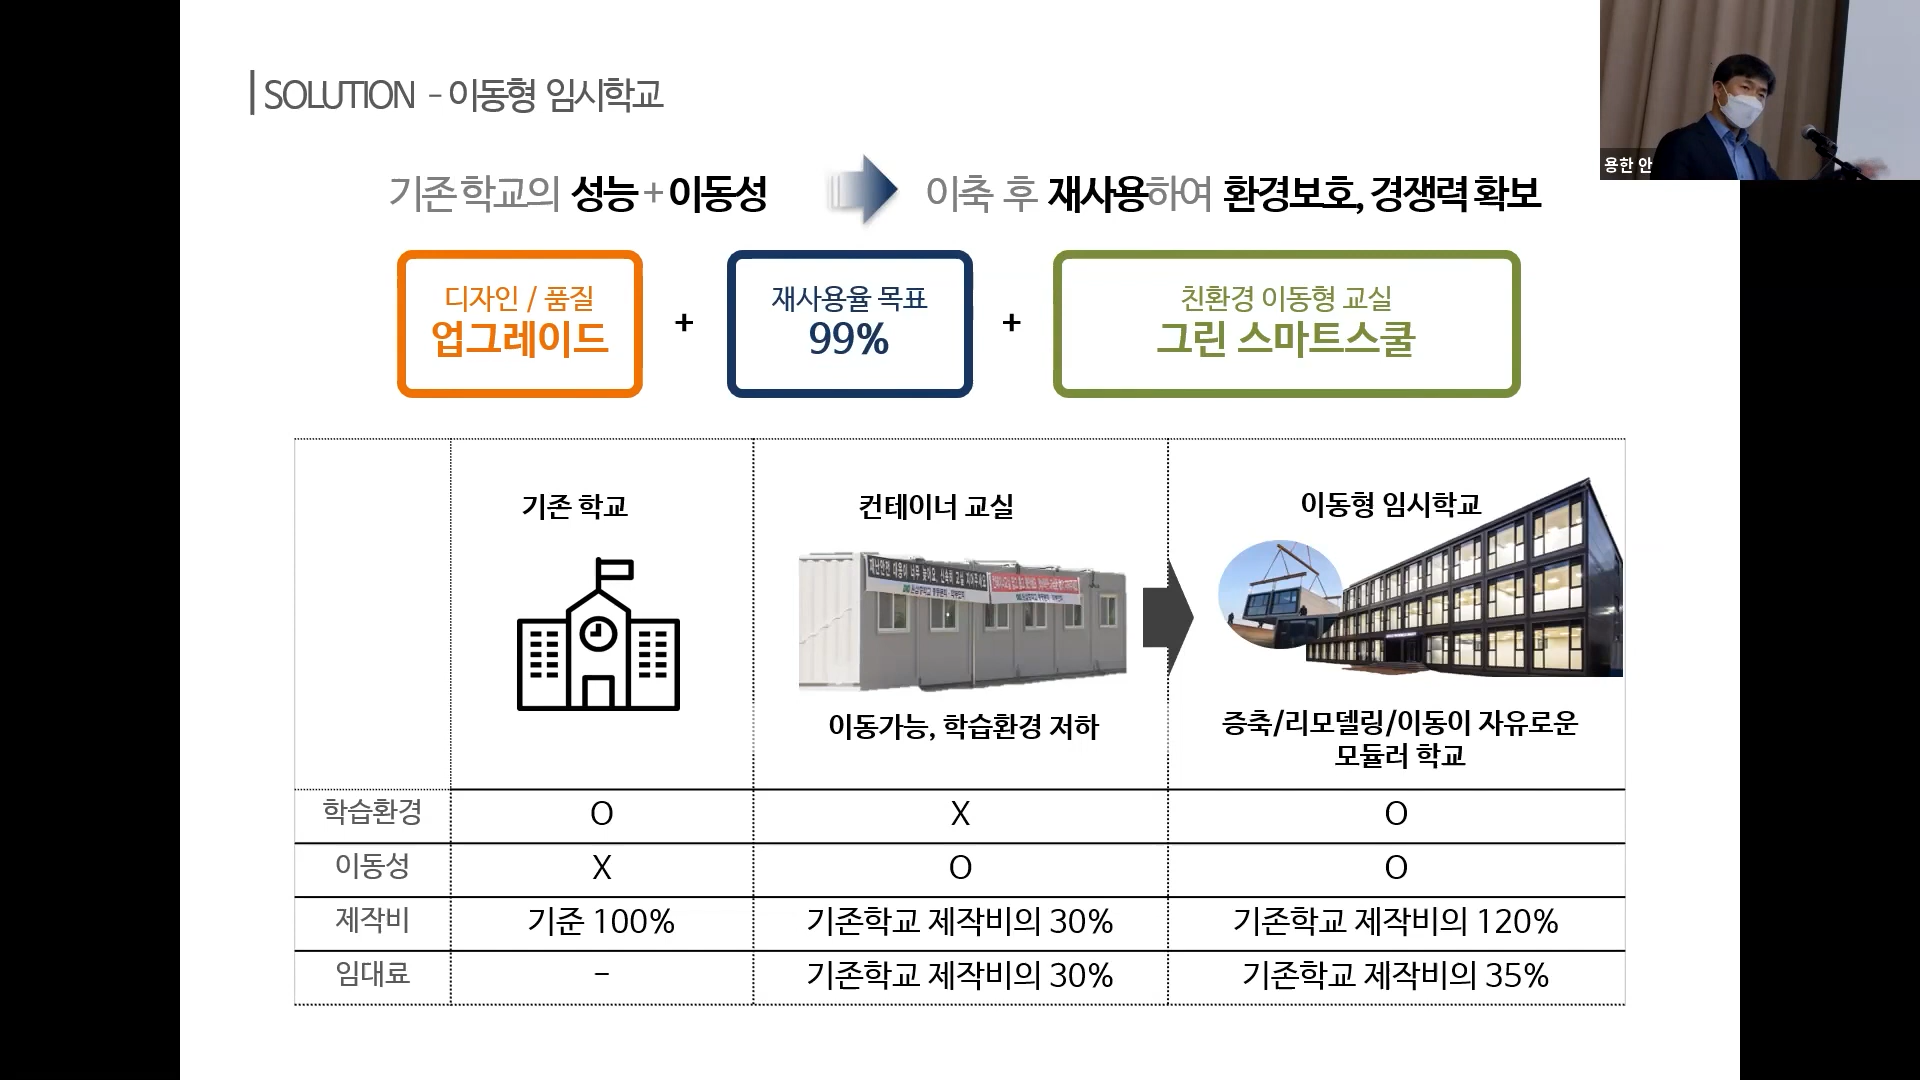 SOLUTION - 이동형 임시학교
용한 안
기존 학교의 성능 + 이동성
이축 후 재사용하여 환경보호, 경쟁력 확보
디자인 / 품질
업그레이드
+
재사용율 목표
99%
+
친환경 이동형 교실
그린 스마트스쿨
기존 학교
컨테이너 교실
이동형 임시학교
이동가능, 학습환경 저하
증축/리모델링/이동이 자유로운
모듈러 학교
학습환경 O X O
이동성 X O O
제작비 기준 100% 기존학교 제작비의 30% 기존학교 제작비의 120%
임대료 - 기존학교 제작비의 30% 기존학교 제작비의 35%